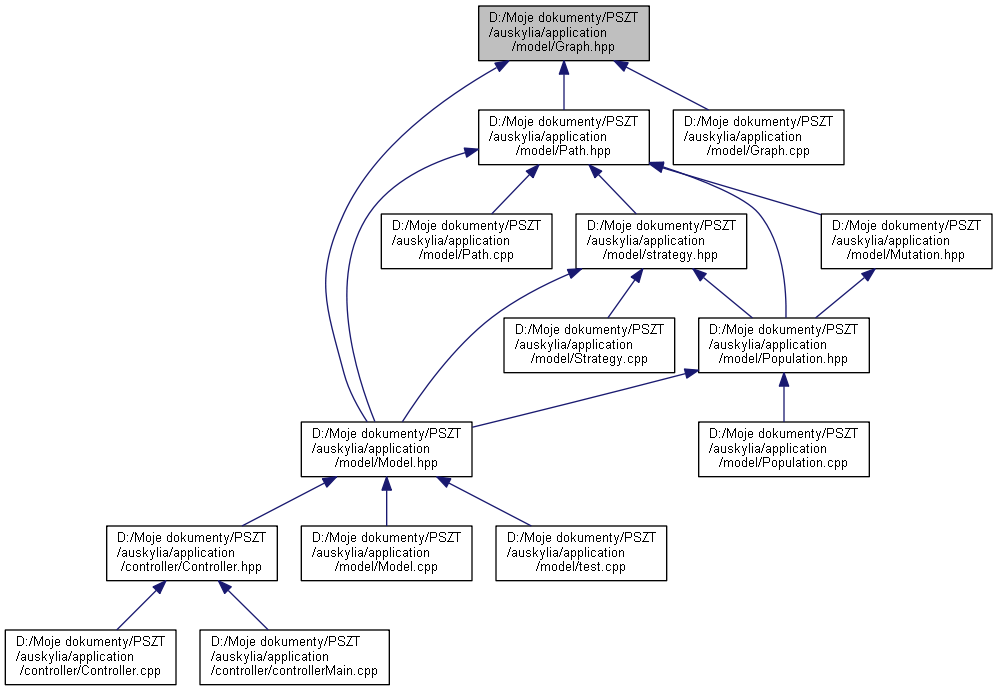 D:/Moje dokumenty/PSZT
/auskylia/application
/model/Graph.hpp
D:/Moje dokumenty/PSZT
/auskylia/application
/model/Path.hpp
D:/Moje dokumenty/PSZT
/auskylia/application
/model/Graph.cpp
D:/Moje dokumenty/PSZT
/auskylia/application
/model/Path.cpp
D:/Moje dokumenty/PSZT
/auskylia/application
/model/strategy.hpp
D:/Moje dokumenty/PSZT
/auskylia/application
/model/Mutation.hpp
D:/Moje dokumenty/PSZT
/auskylia/application
/model/Strategy.cpp
D:/Moje dokumenty/PSZT
/auskylia/application
/model/Population.hpp
D:/Moje dokumenty/PSZT
/auskylia/application
/model/Model.hpp
D:/Moje dokumenty/PSZT
/auskylia/application
/model/Population.cpp
D:/Moje dokumenty/PSZT
/auskylia/application
/controller/Controller.hpp
D:/Moje dokumenty/PSZT
/auskylia/application
/model/Model.cpp
D:/Moje dokumenty/PSZT
/auskylia/application
/model/test.cpp
D:/Moje dokumenty/PSZT
/auskylia/application
/controller/Controller.cpp
D:/Moje dokumenty/PSZT
/auskylia/application
/controller/controllerMain.cpp